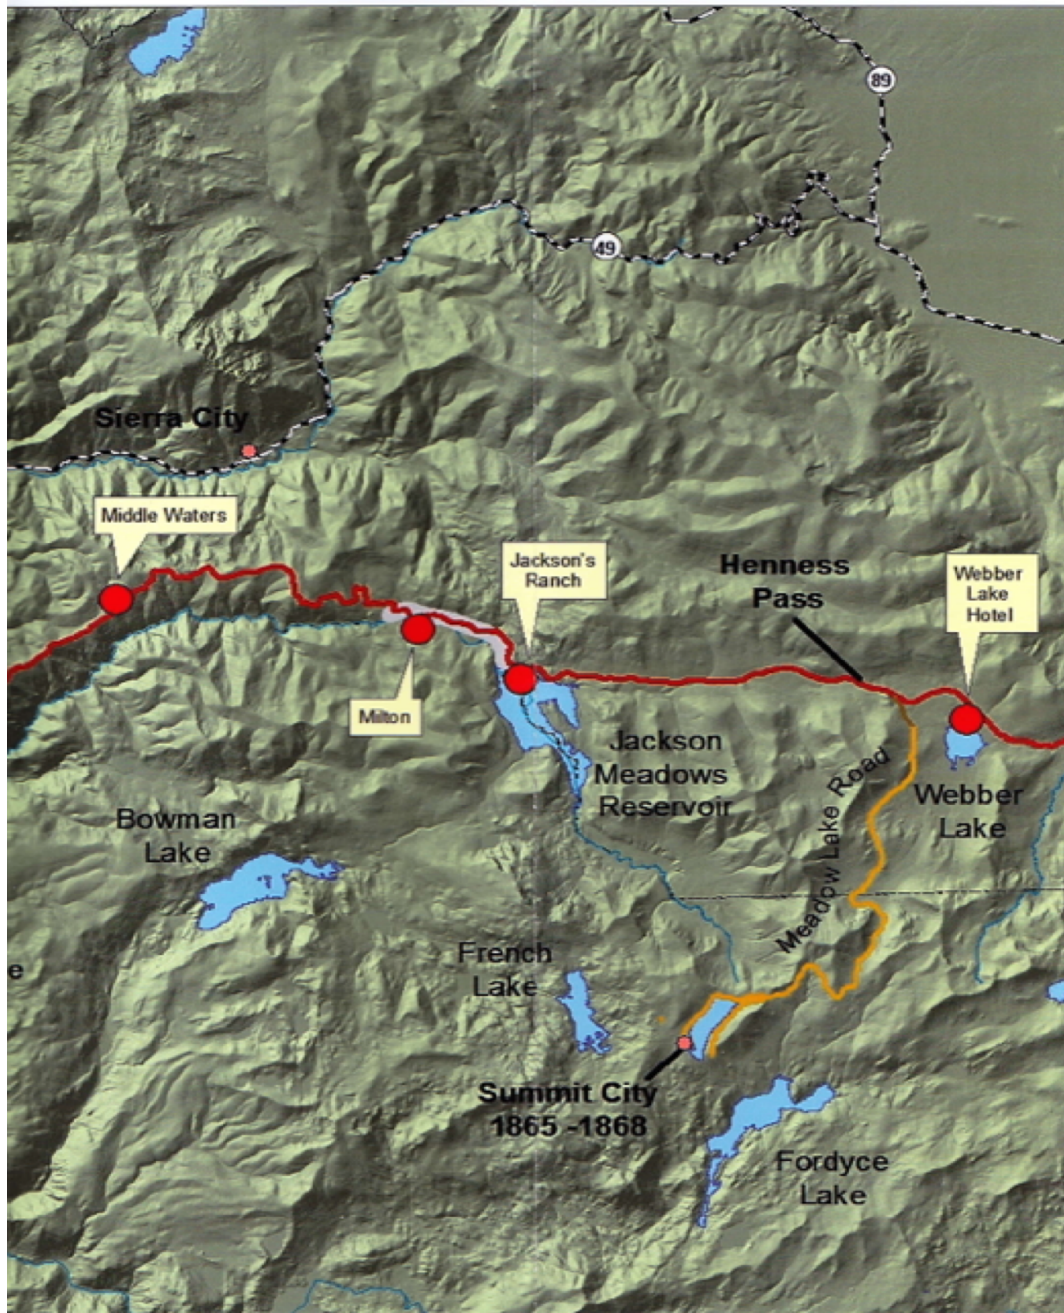 89
49
Sierra City
Middle Waters
Jackson's
Ranch
Henness
Pass
Webber
Lake
Hotel
Milton
Jackson
Meadows
Reservoir
Meadow Lake Road
Webber
Lake
Bowman
Lake
French
Lake
e
Summit City
1865 -1868
Fordyce
Lake